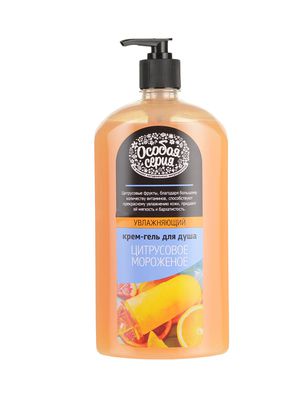 Особая
серия
Цитрусовые фрукты, благодаря большому
количеству витаминов, способствуют
прекрасному увлажнению кожи, придавая
ей мягкость и бархатистость.
УВЛАЖНЯЮЩИЙ
крем-гель для душа
ЦИТРУСОВОЕ
МОРОЖЕНОЕ